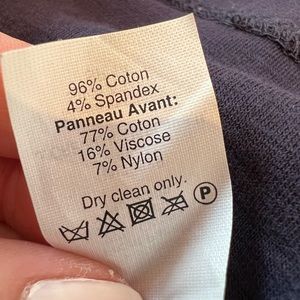 96% Coton
4% Spandex
Panneau Avant:
77% Coton
16% Viscose
7% Nylon
Dry clean only.
P